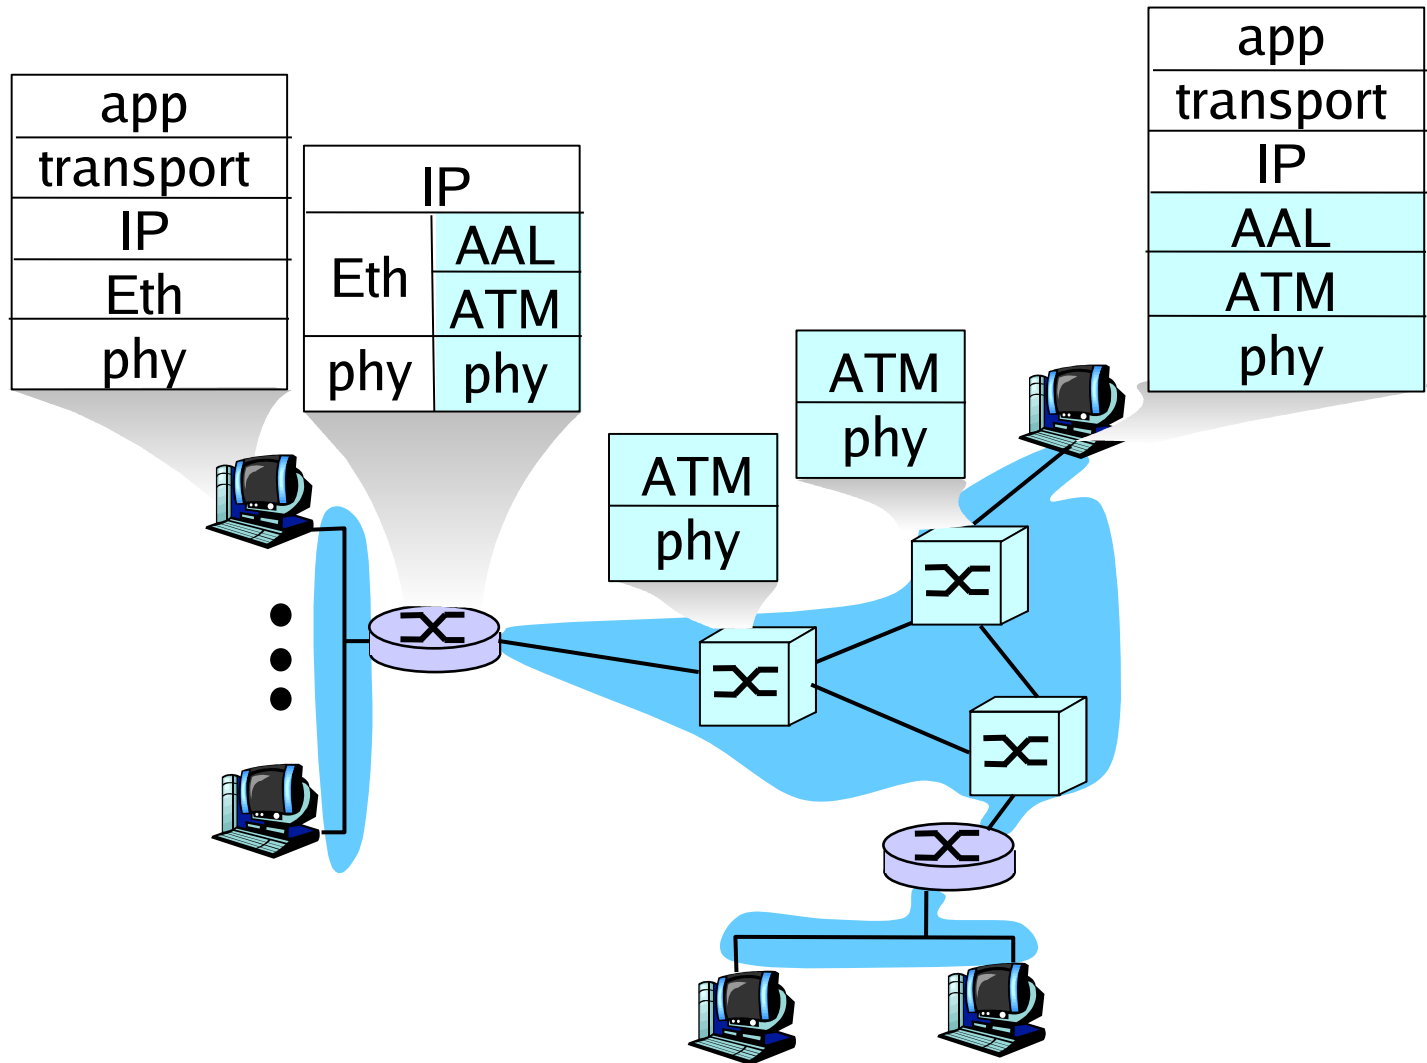 app
transport
IP
Eth
phy
IP
Eth
AAL
ATM
phy
phy
ATM
phy
ATM
phy
app
transport
IP
AAL
ATM
phy